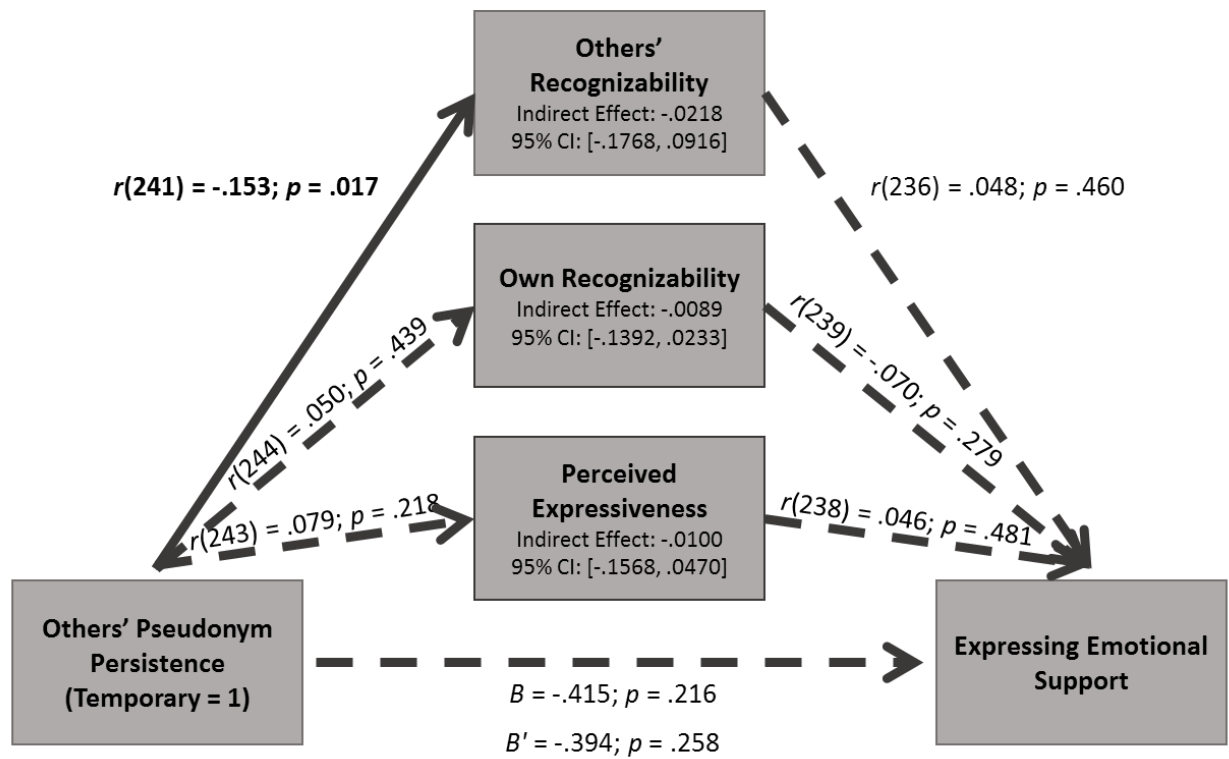 Others'
Recognizability
Indirect Effect: -.0218
95% CI: [-.1768, .0916]
r(241) = -.153; p = .017
r(236) = .048; p = .460
Own Recognizability
Indirect Effect: -.0089
95% CI: [-.1392, .0233]
r(244) = .050; p = .439
r(239) = -.070; p = .279
Perceived
Expressiveness
Indirect Effect: -.0100
95% CI: [-.1568, .0470]
r(243) = .079; p = .218
r(238) = .046; p = .481
Others' Pseudonym
Persistence
(Temporary = 1)
Expressing Emotional
Support
B = -.415; p = .216
B' = -.394; p = .258